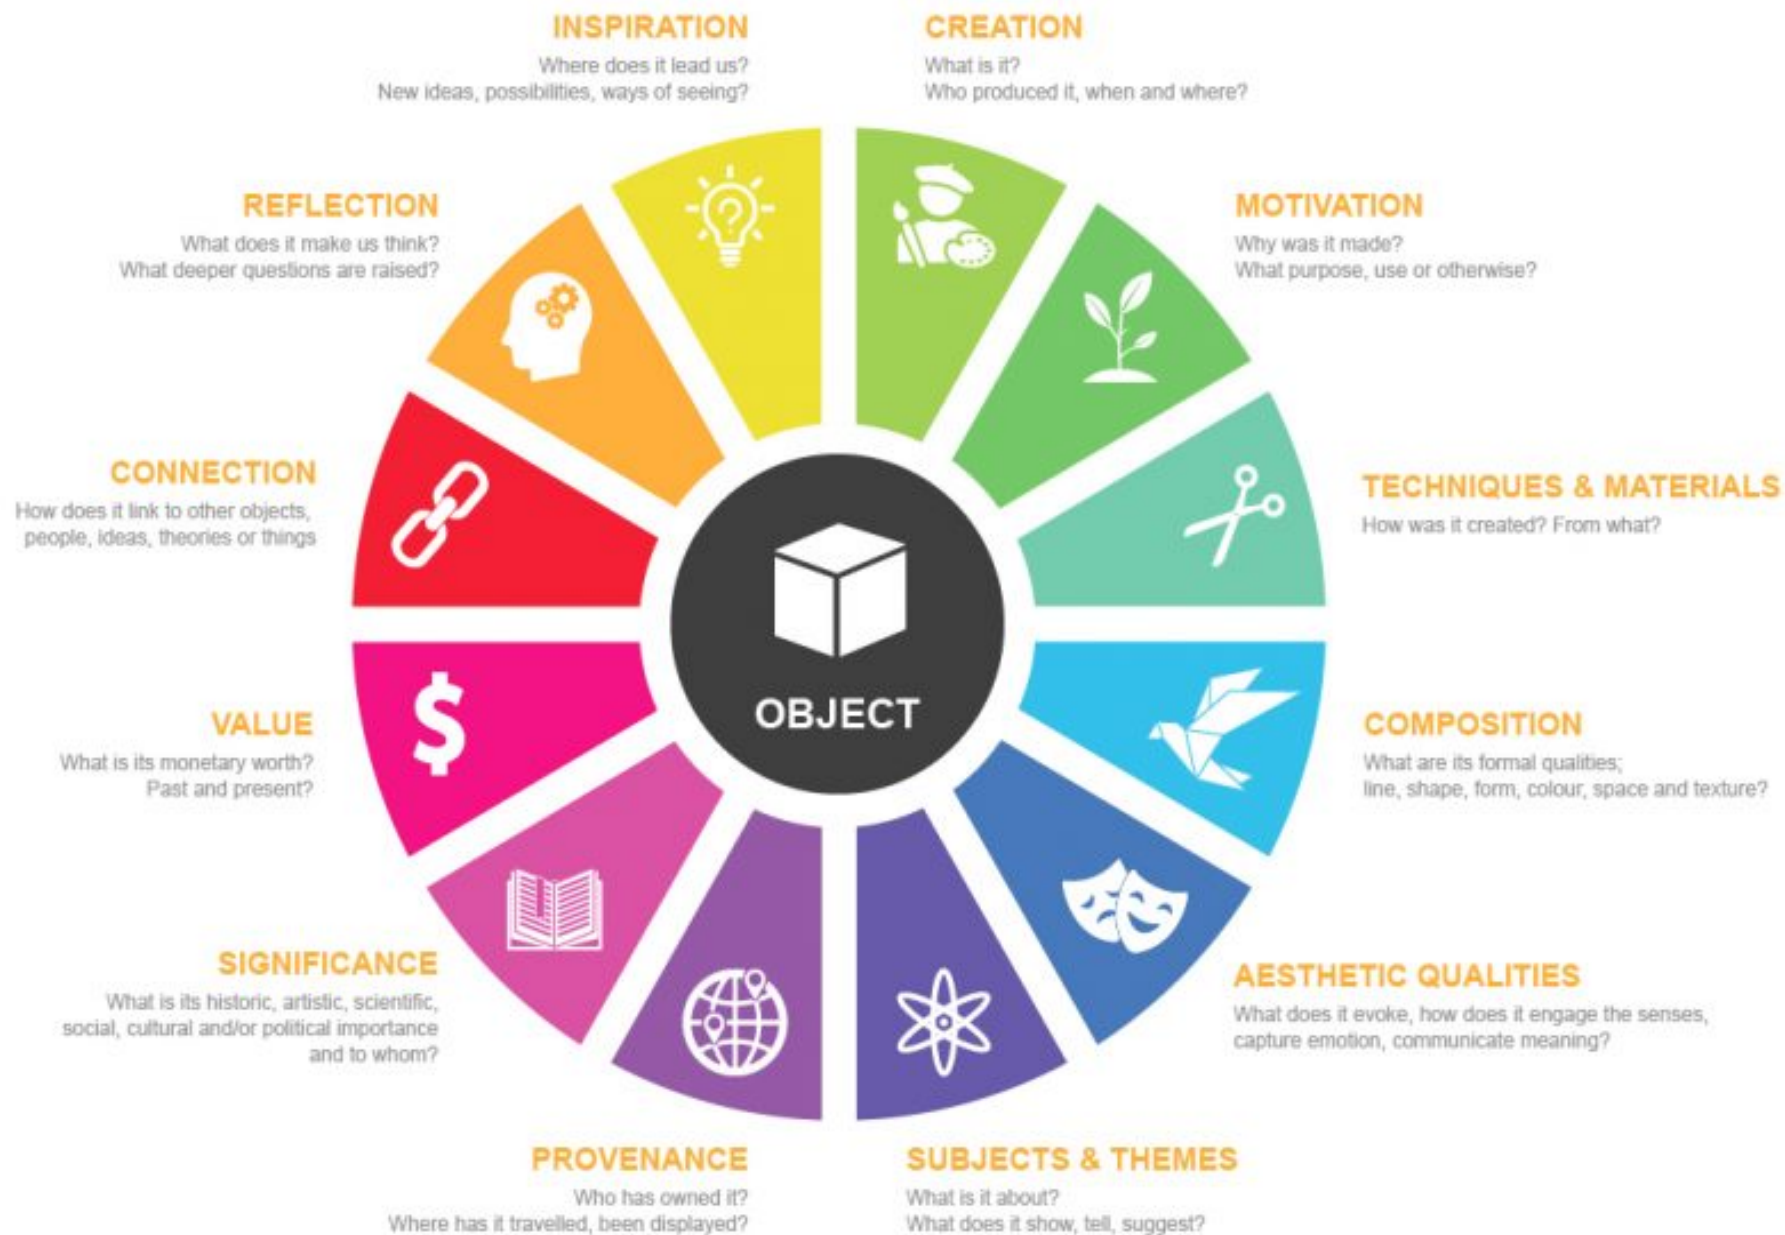 INSPIRATION
Where does it lead us?
New ideas, possibilities, ways of seeing?
CREATION
What is it?
Who produced it, when and where?
MOTIVATION
Why was it made?
What purpose, use or otherwise?
TECHNIQUES & MATERIALS
How was it created? From what?
COMPOSITION
What are its formal qualities;
line, shape, form, colour, space and texture?
AESTHETIC QUALITIES
What does it evoke, how does it engage the senses,
capture emotion, communicate meaning?
SUBJECTS & THEMES
What is it about?
What does it show, tell, suggest?
PROVENANCE
Who has owned it?
Where has it travelled, been displayed?
SIGNIFICANCE
What is its historic, artistic, scientific,
social, cultural and/or political importance
and to whom?
VALUE
What is its monetary worth?
Past and present?
CONNECTION
How does it link to other objects,
people, ideas, theories or things
REFLECTION
What does it make us think?
What deeper questions are raised?
?
$
OBJECT